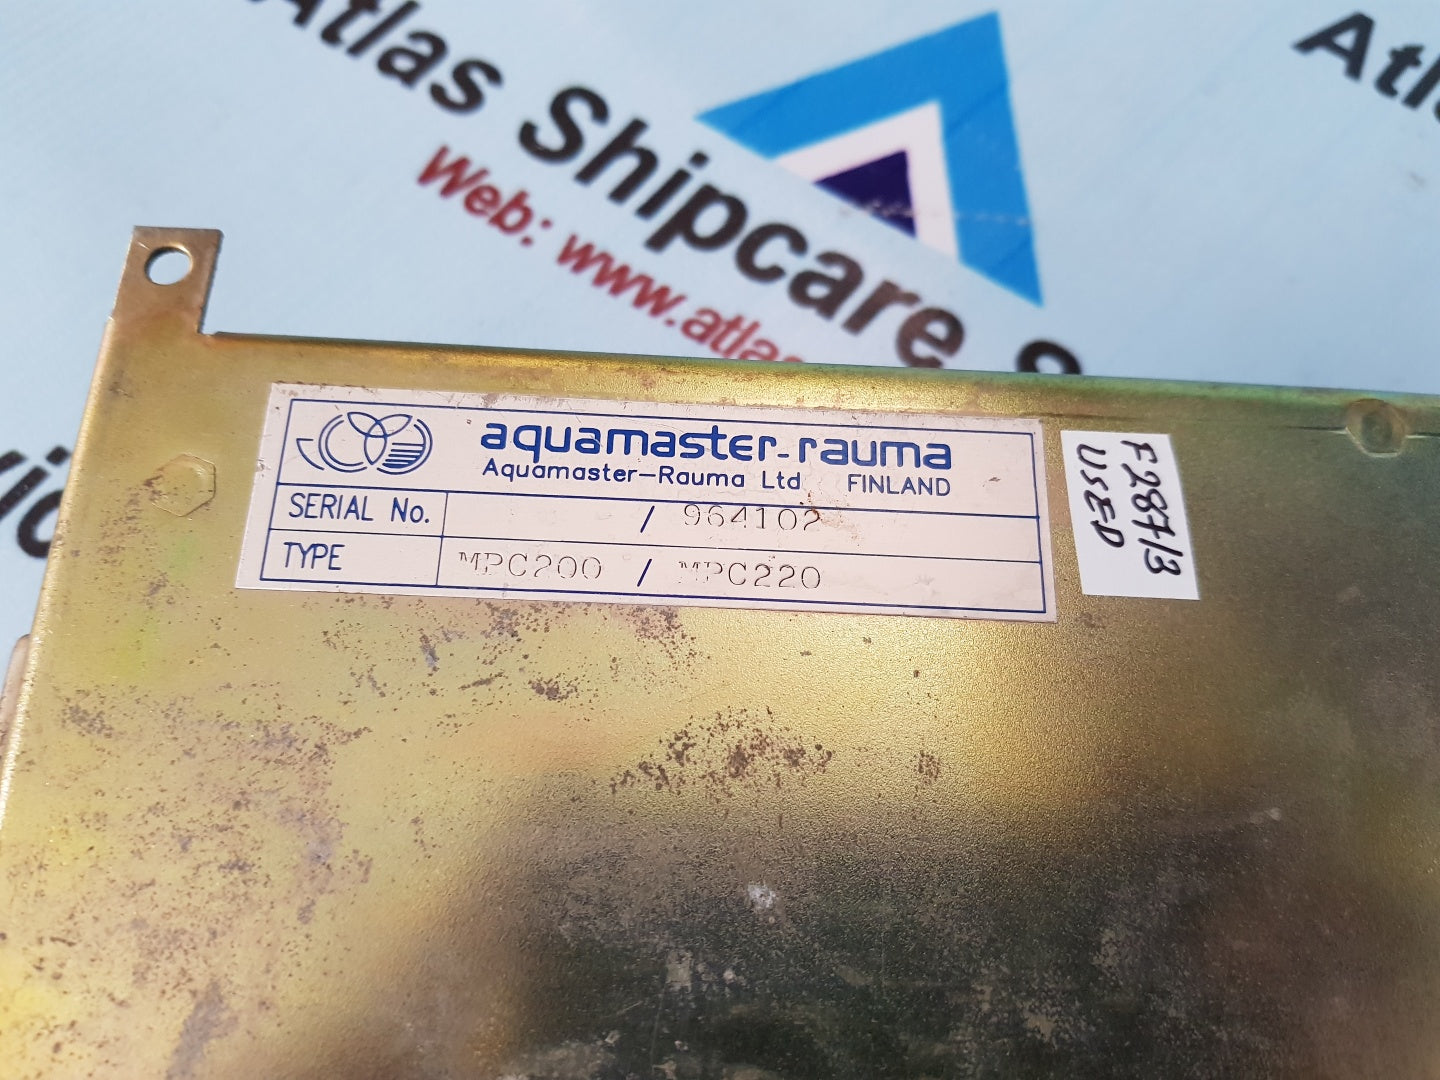 Atlas Shipcare S
Web: www.atlas
Atl
aquamaster-rauma
Aquamaster-Rauma Ltd FINLAND
SERIAL No. / 964102
TYPE MPC200 / MPC220
F287/3
USED